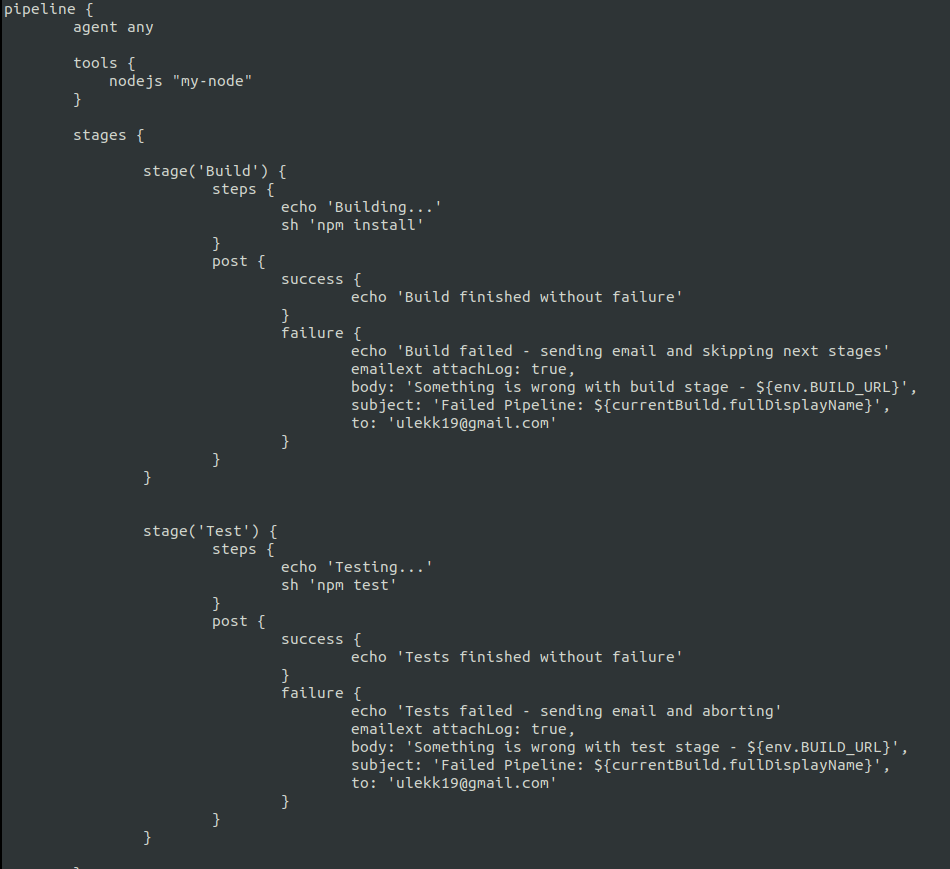 pipeline {
agent any
tools {
nodejs "my-node"
}
stages {
stage('Build') {
steps {
echo 'Building...'
sh 'npm install'
}
post {
success {
echo 'Build finished without failure'
}
failure {
echo 'Build failed - sending email and skipping next stages'
emailext attachLog: true,
body: 'Something is wrong with build stage - ${env.BUILD_URL}',
subject: 'Failed Pipeline: ${currentBuild.fullDisplayName}',
to: 'ulekk19@gmail.com'
}
}
}
stage('Test') {
steps {
echo 'Testing...'
sh 'npm test'
}
post {
success {
echo 'Tests finished without failure'
}
failure {
echo 'Tests failed - sending email and aborting'
emailext attachLog: true,
body: 'Something is wrong with test stage - ${env.BUILD_URL}',
subject: 'Failed Pipeline: ${currentBuild.fullDisplayName}',
to: 'ulekk19@gmail.com'
}
}
}